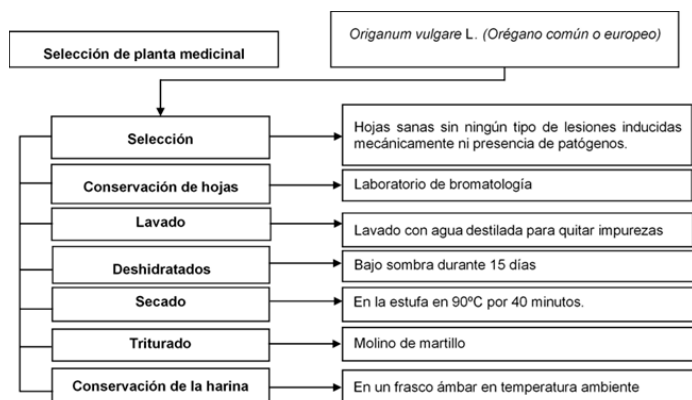 Origanum vulgare L. (Orégano común o europeo)
Selección de planta medicinal
Selección
Hojas sanas sin ningún tipo de lesiones inducidas
mecánicamente ni presencia de patógenos.
Conservación de hojas
Laboratorio de bromatología
Lavado
Lavado con agua destilada para quitar impurezas
Deshidratados
Bajo sombra durante 15 días
Secado
En la estufa en 90ºC por 40 minutos.
Triturado
Molino de martillo
Conservación de la harina
En un frasco ámbar en temperatura ambiente